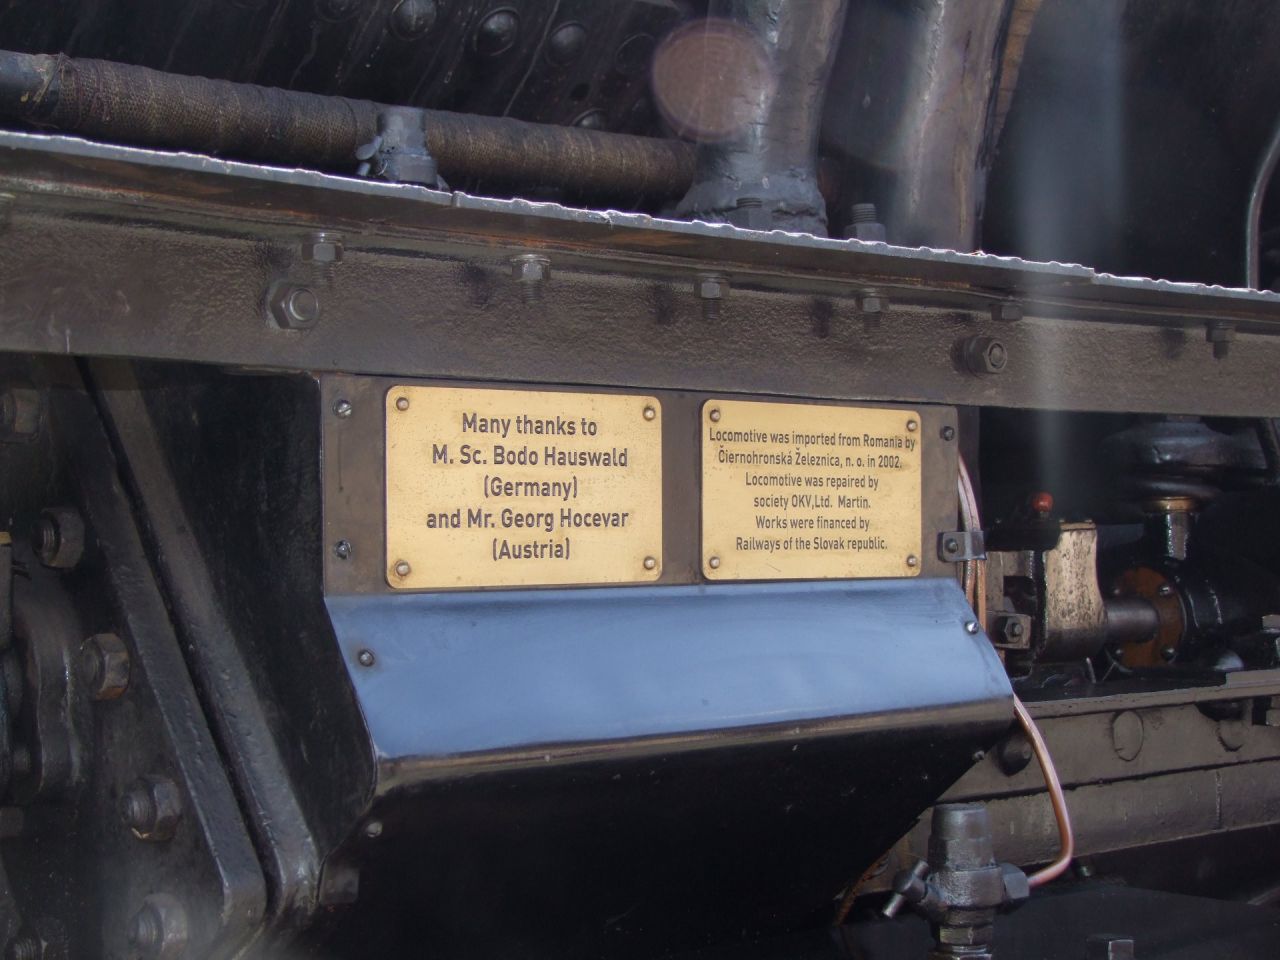 Many thanks to
M. Sc. Bodo Hauswald
(Germany)
and Mr. Georg Hocevar
(Austria)
Locomotive was imported from Romania by
Čiernohronská Železnica, n. o. in 2002.
Locomotive was repaired by
society OKV,Ltd. Martin.
Works were financed by
Railways of the Slovak republic.